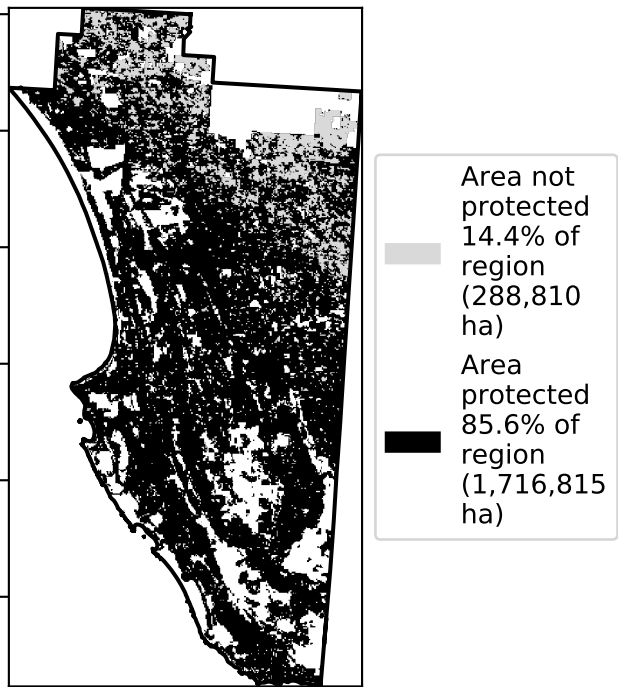 Area not
protected
14.4% of
region
(288,810
ha)
Area
protected
85.6% of
region
(1,716,815
ha)